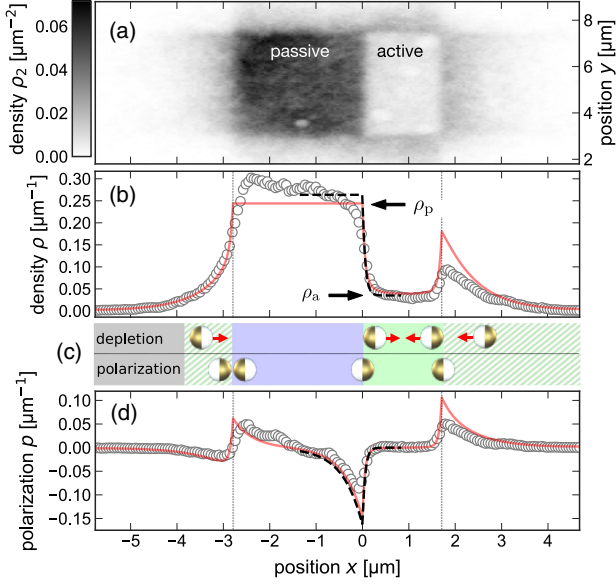 (a)
passive
active
density ρ₂ [μm⁻²]
0.06
0.04
0.02
0.00
8
6
4
2
position y [μm]
(b)
density ρ [μm⁻¹]
0.30
0.25
0.20
0.15
0.10
0.05
0.00
ρp
ρa
(c)
depletion
polarization
(d)
polarization p [μm⁻¹]
0.10
0.05
0.00
−0.05
−0.10
−0.15
−5 −4 −3 −2 −1 0 1 2 3 4
position x [μm]